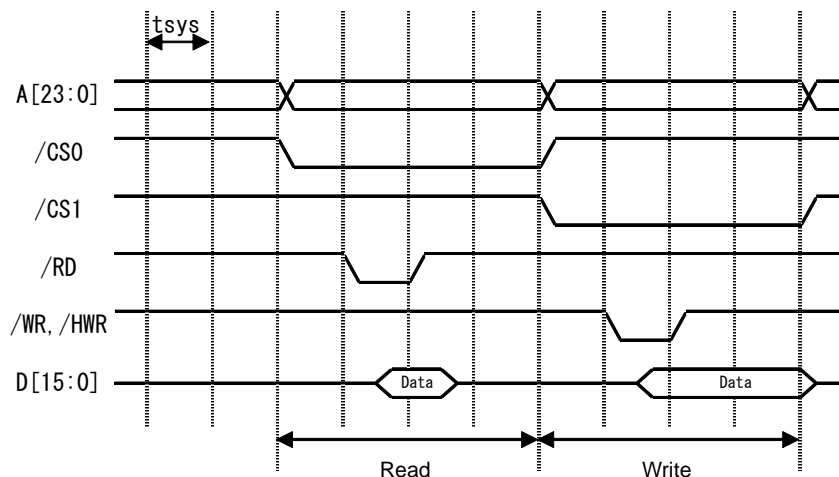 tsys
A[23:0]
/CS0
/CS1
/RD
/WR,/HWR
D[15:0]
Data
Data
Read
Write